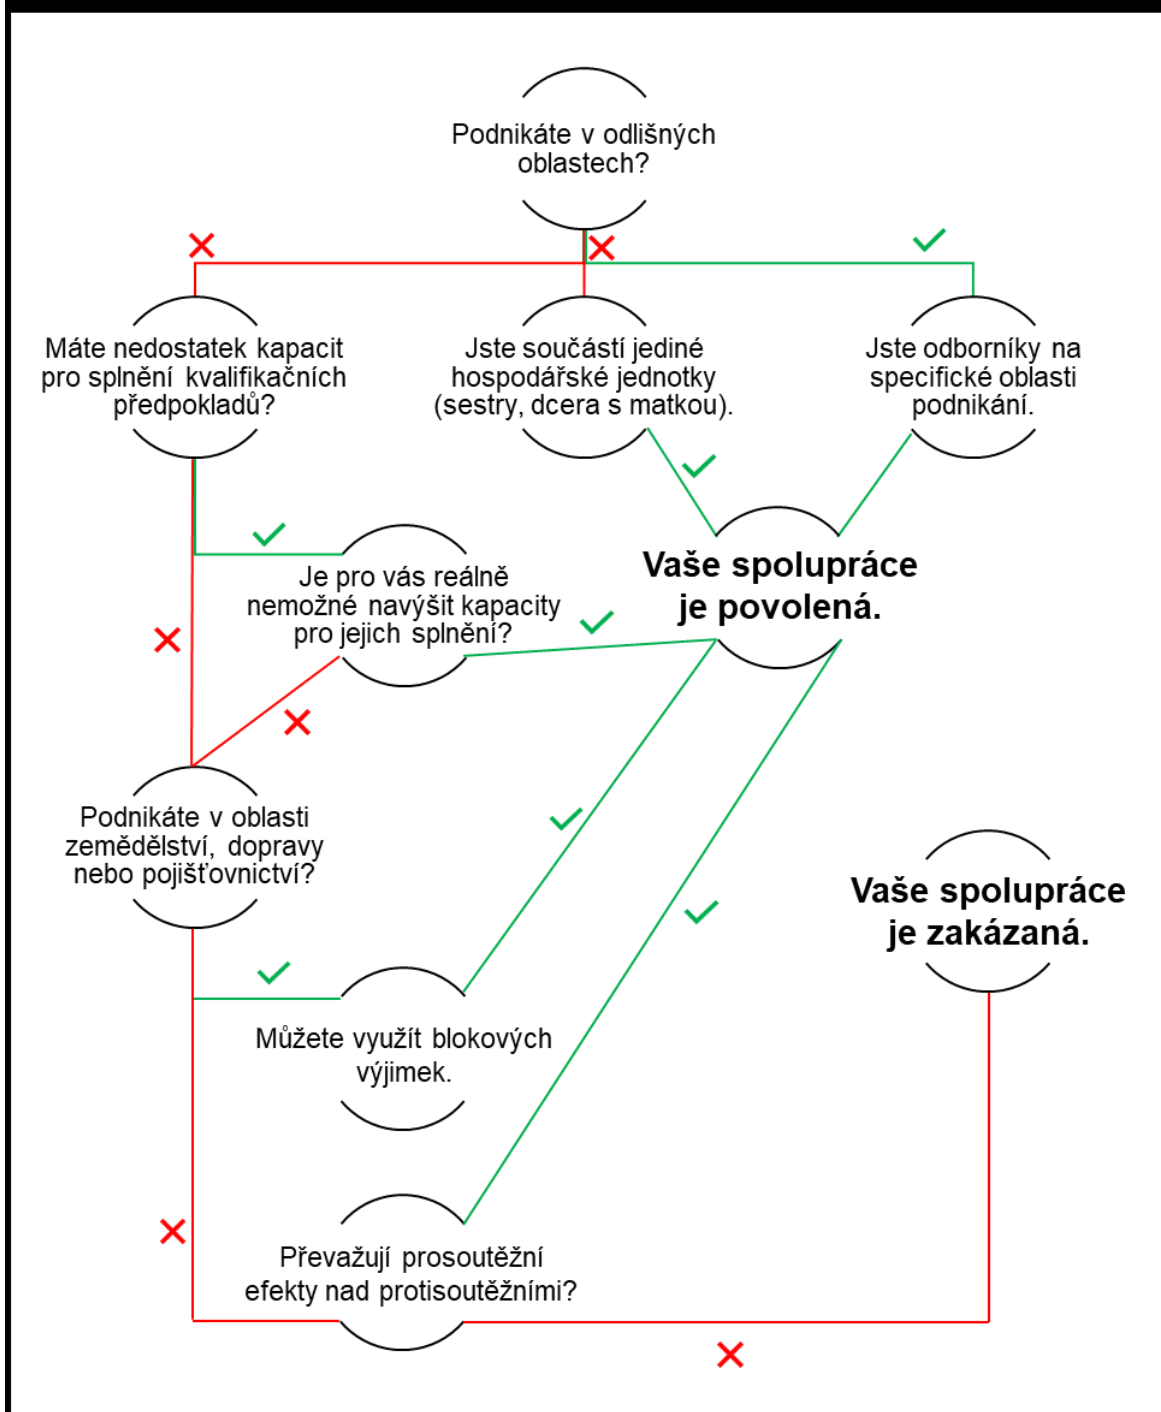 Podnikáte v odlišných
oblastech?
Máte nedostatek kapacit
pro splnění kvalifikačních
předpokladů?
Jste součástí jediné
hospodářské jednotky
(sestry, dcera s matkou).
Jste odborníky na
specifické oblasti
podnikání.
Je pro vás reálně
nemožné navýšit kapacity
pro jejich splnění?
Vaše spolupráce
je povolená.
Podnikáte v oblasti
zemědělství, dopravy
nebo pojišťovnictví?
Vaše spolupráce
je zakázaná.
Můžete využít blokových
výjimek.
Převažují prosoutěžní
efekty nad protisoutěžními?